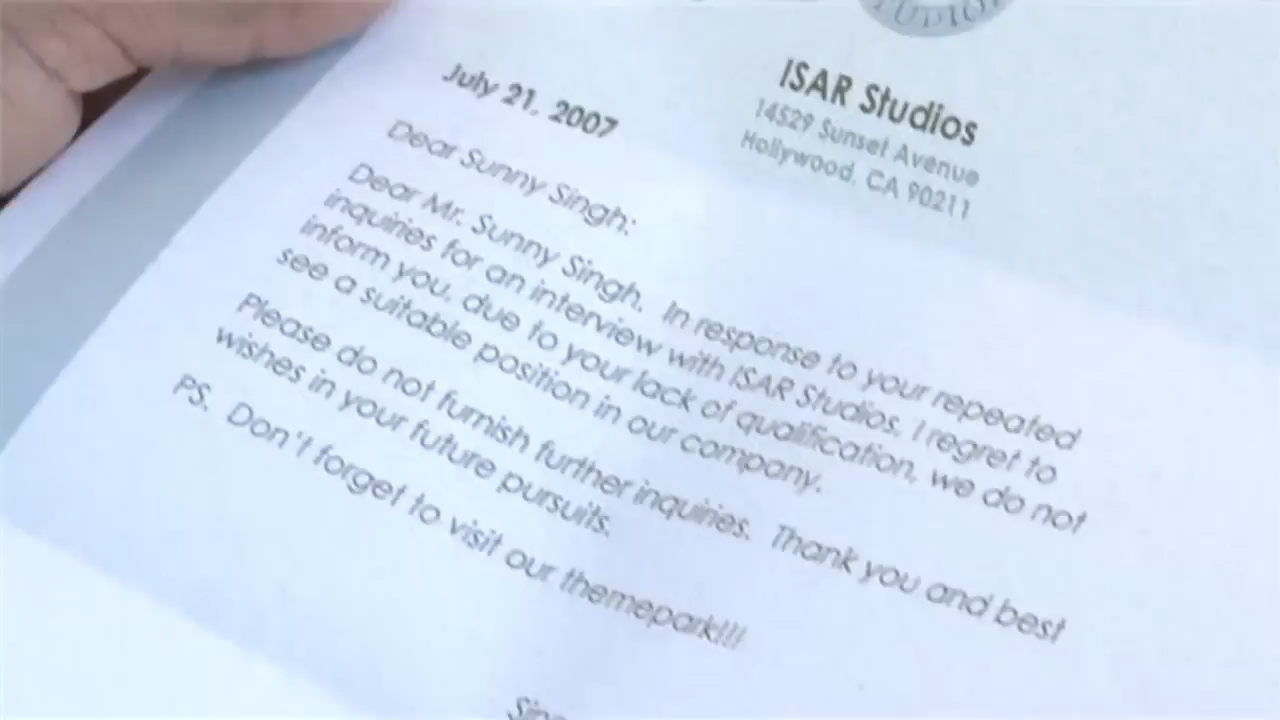 TUDIO
ISAR Studios
14529 Sunset Avenue
Hollywood, CA 90211
July 21, 2007
Dear Sunny Singh:
Dear Mr. Sunny Singh. In response to your repeated
inquiries for an interview with ISAR Studios, I regret to
inform you, due to your lack of qualification, we do not
see a suitable position in our company.
Please do not furnish further inquiries. Thank you and best
wishes in your future pursuits.
PS. Don't forget to visit our themepark!!!